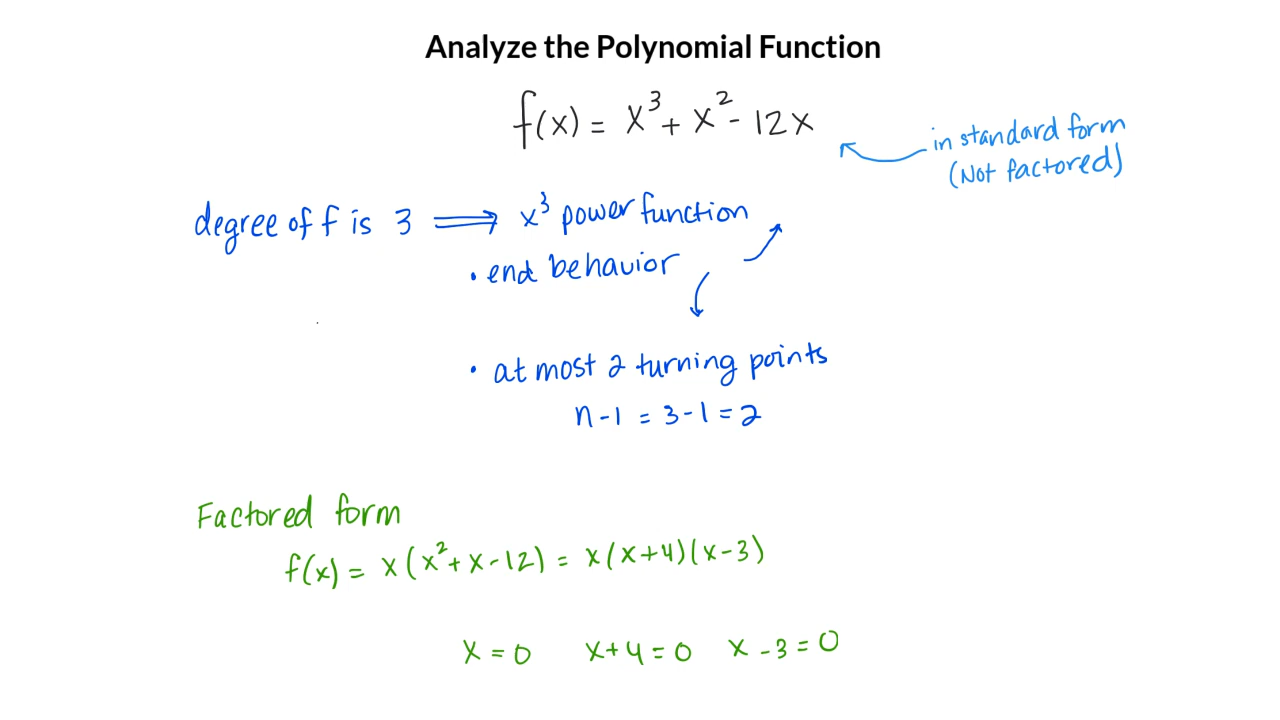 Analyze the Polynomial Function
f(x) = x³ + x² - 12x
in standard form
(Not factored)
degree of f is 3 ⟹ x³ power function
• end behavior
• at most 2 turning points
n - 1 = 3 - 1 = 2
Factored form
f(x) = x(x² + x - 12) = x(x + 4)(x - 3)
x = 0 x + 4 = 0 x - 3 = 0